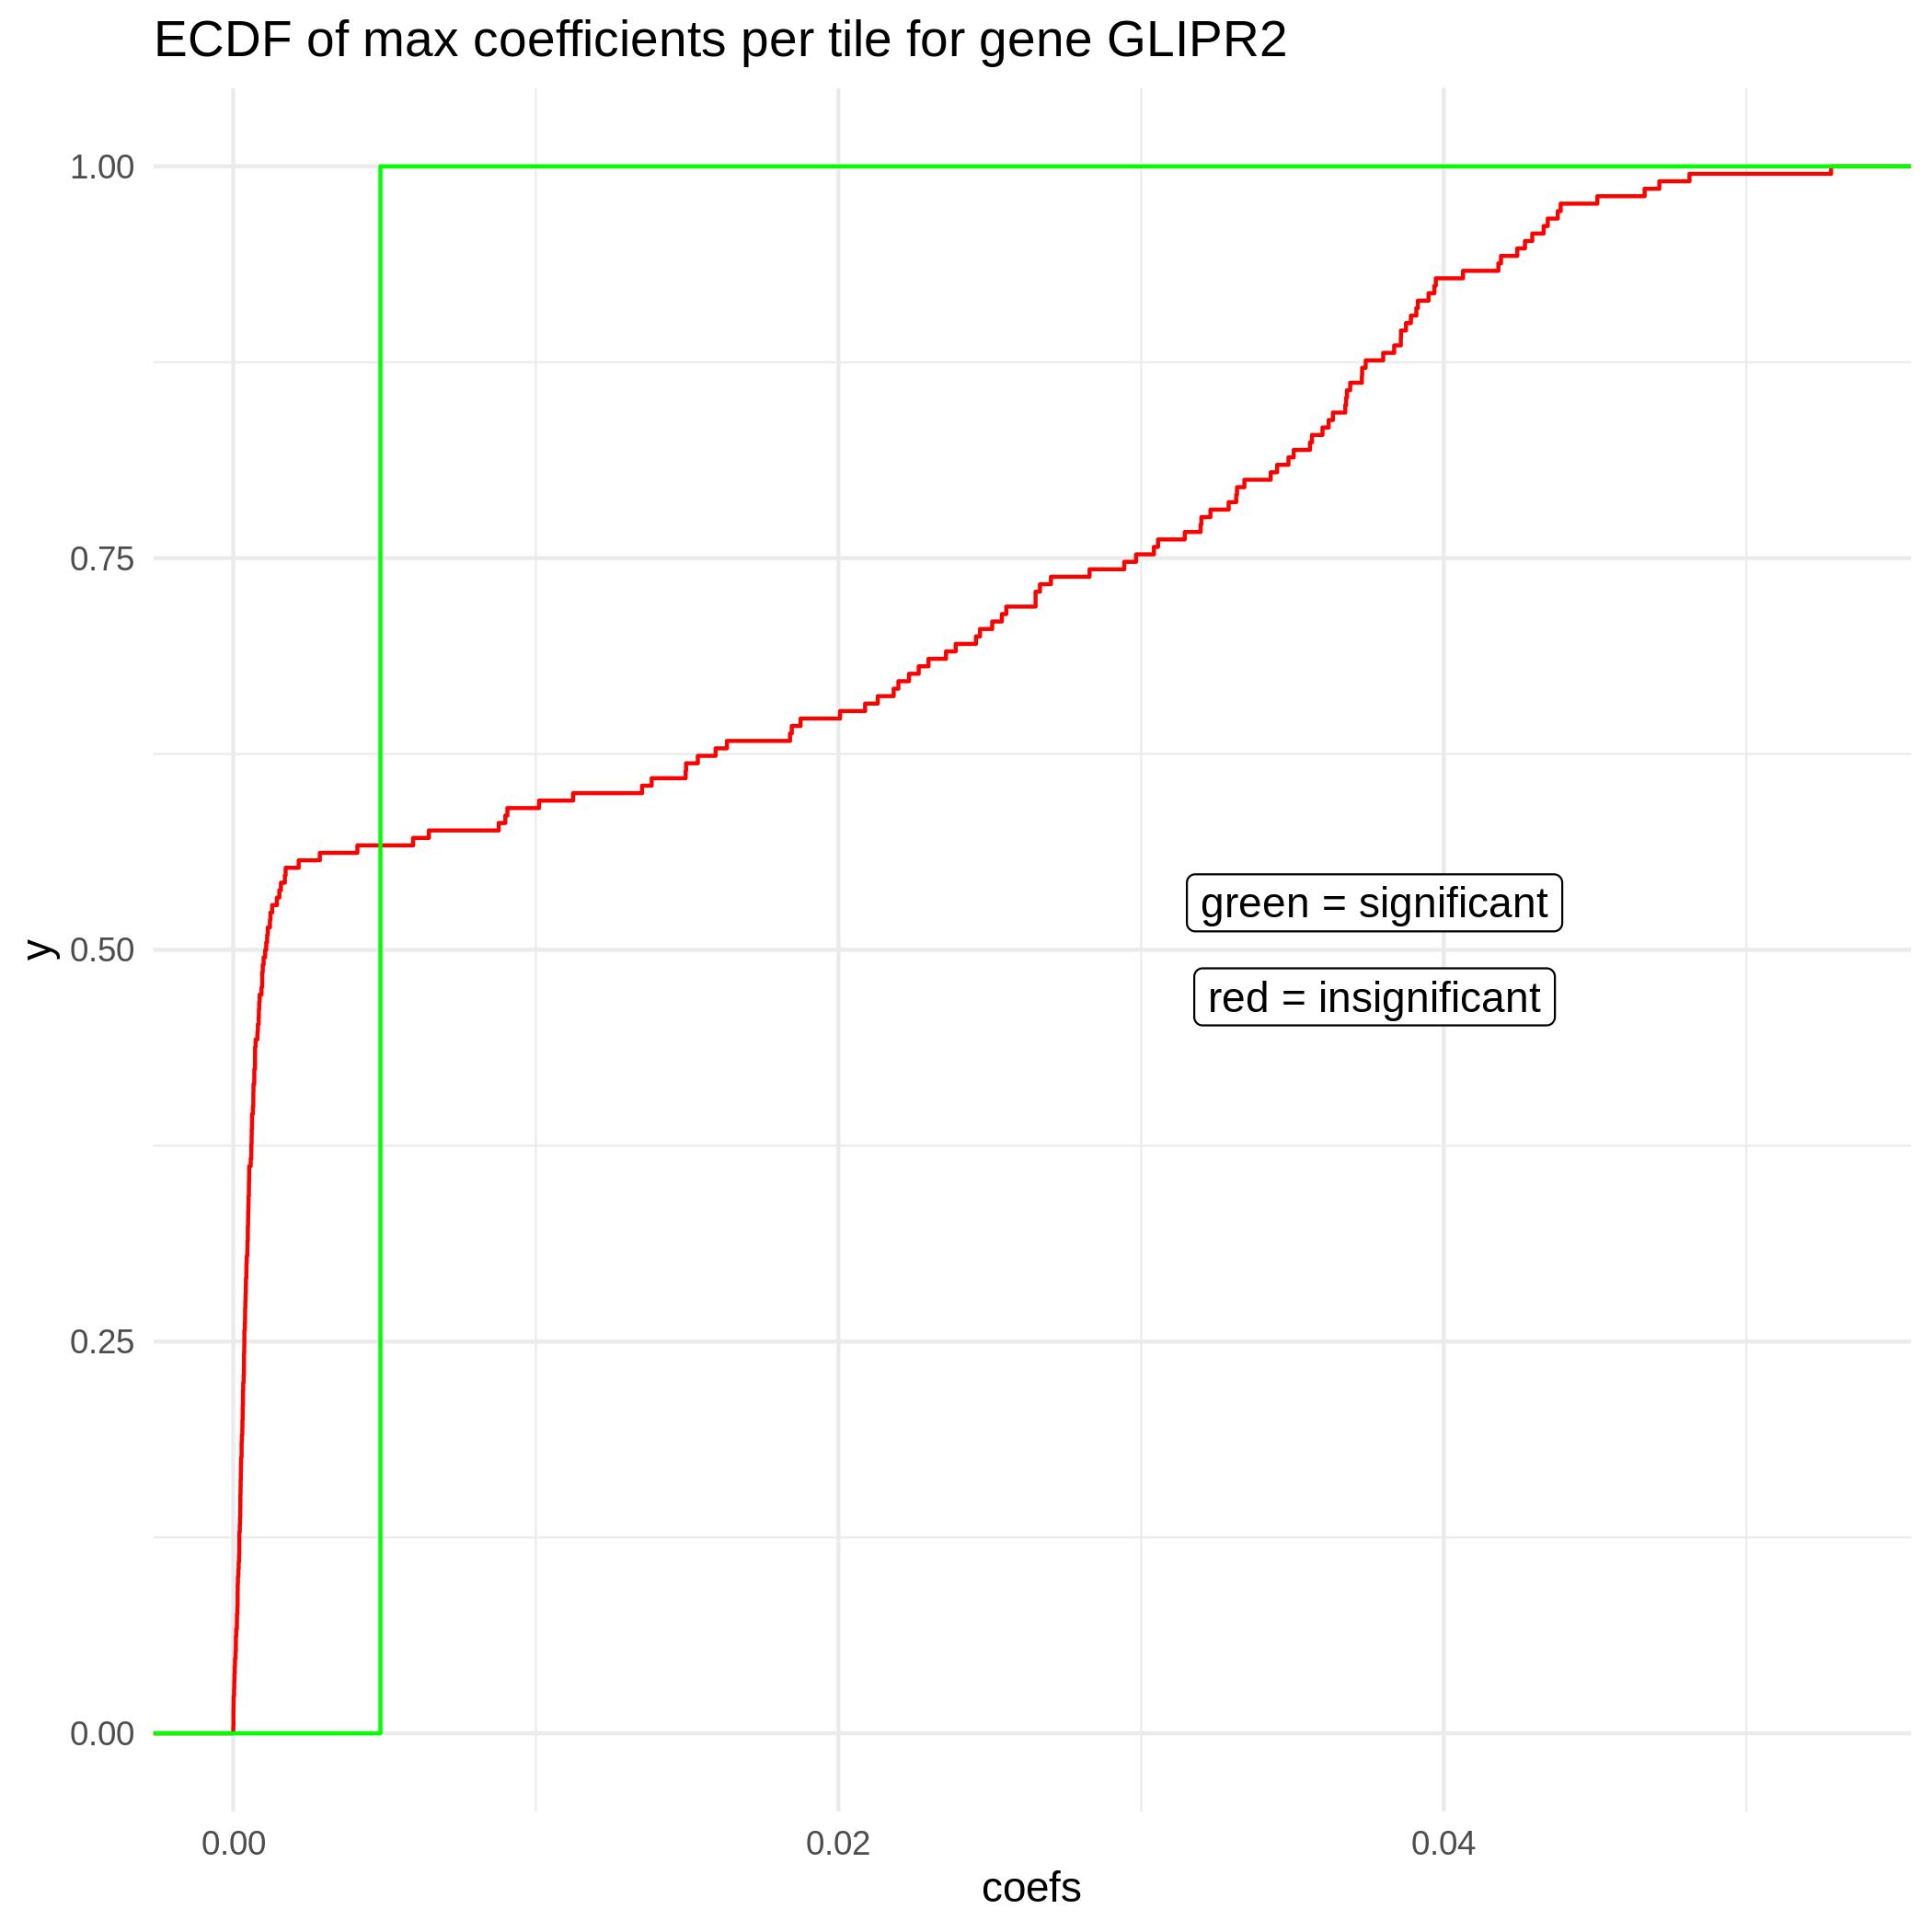 ECDF of max coefficients per tile for gene GLIPR2
1.00
0.75
0.50
0.25
0.00
y
green = significant
red = insignificant
0.00 0.02 0.04
coefs